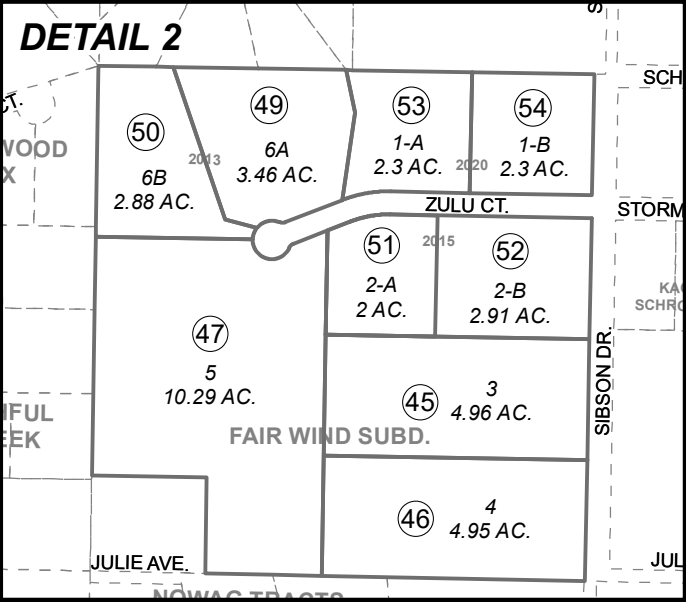 DETAIL 2
S
SCH
CT.
WOOD
X
50
6B
2.88 AC.
2013
49
6A
3.46 AC.
53
1-A
2.3 AC.
2020
54
1-B
2.3 AC.
ZULU CT.
STORM
51
2-A
2 AC.
2015
52
2-B
2.91 AC.
KAC
SCHRO
47
5
10.29 AC.
SIBSON DR.
45
3
4.96 AC.
HFUL
EEK
FAIR WIND SUBD.
46
4
4.95 AC.
JULIE AVE.
JUL
NOWAG TRACTS